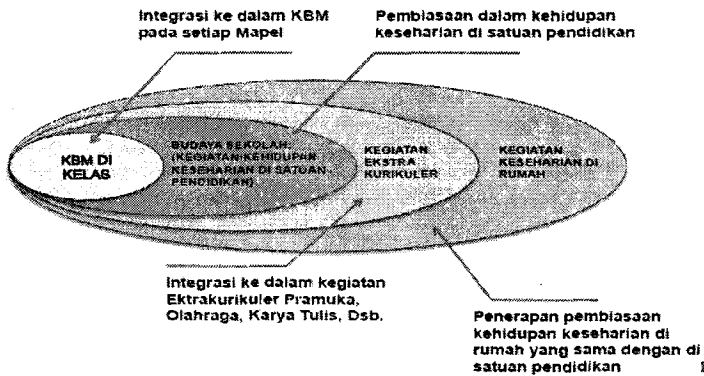 Integrasi ke dalam KBM
pada setiap Mapel
Pembiasaan dalam kehidupan
keseharian di satuan pendidikan
KBM DI
KELAS
BUDAYA SEKOLAH:
(KEGIATAN/KEHIDUPAN
KESEHARIAN DI SATUAN
PENDIDIKAN)
KEGIATAN
EKSTRA
KURIKULER
KEGIATAN
KESEHARIAN DI
RUMAH
Integrasi ke dalam kegiatan
Ektrakurikuler Pramuka,
Olahraga, Karya Tulis, Dsb.
Penerapan pembiasaan
kehidupan keseharian di
rumah yang sama dengan di
satuan pendidikan